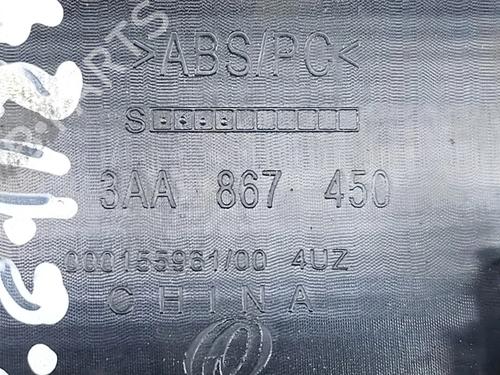 >ABS/PC<
S
3AA 867 450
000155961/00 4UZ
CHINA